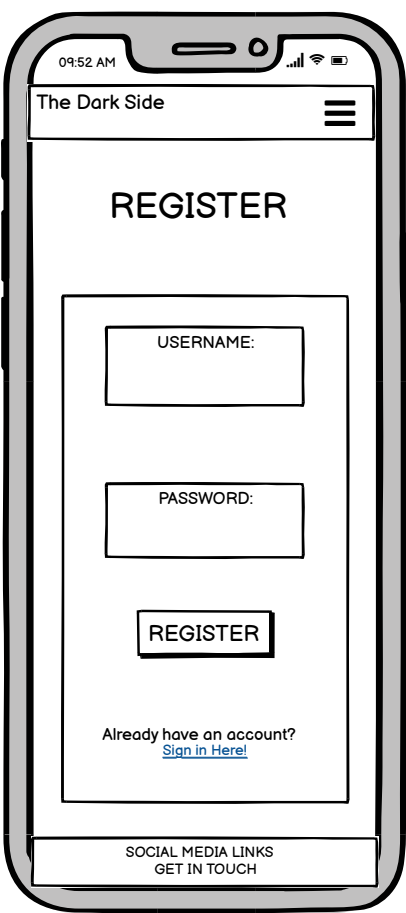 09:52 AM
The Dark Side
REGISTER
USERNAME:
PASSWORD:
REGISTER
Already have an account?
Sign in Here!
SOCIAL MEDIA LINKS
GET IN TOUCH